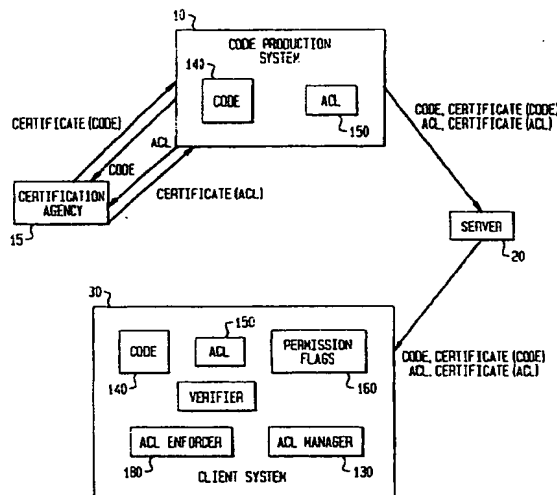 10
CODE PRODUCTION
SYSTEM
140
CODE
ACL
150
CERTIFICATE (CODE)
ACL
CODE
CERTIFICATE (ACL)
CERTIFICATION
AGENCY
15
CODE, CERTIFICATE (CODE)
ACL, CERTIFICATE (ACL)
SERVER
20
30
150
CODE
ACL
PERMISSION
FLAGS
140
160
VERIFIER
CODE, CERTIFICATE (CODE)
ACL, CERTIFICATE (ACL)
ACL ENFORCER
ACL MANAGER
180
130
CLIENT SYSTEM